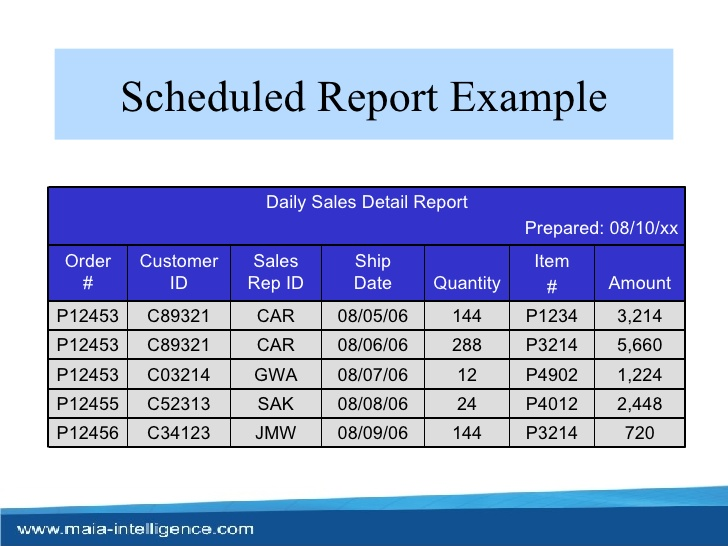 Scheduled Report Example
Daily Sales Detail Report
Prepared: 08/10/xx
Order # Customer ID Sales Rep ID Ship Date Quantity Item # Amount
P12453 C89321 CAR 08/05/06 144 P1234 3,214
P12453 C89321 CAR 08/06/06 288 P3214 5,660
P12453 C03214 GWA 08/07/06 12 P4902 1,224
P12455 C52313 SAK 08/08/06 24 P4012 2,448
P12456 C34123 JMW 08/09/06 144 P3214 720
www.maia-intelligence.com